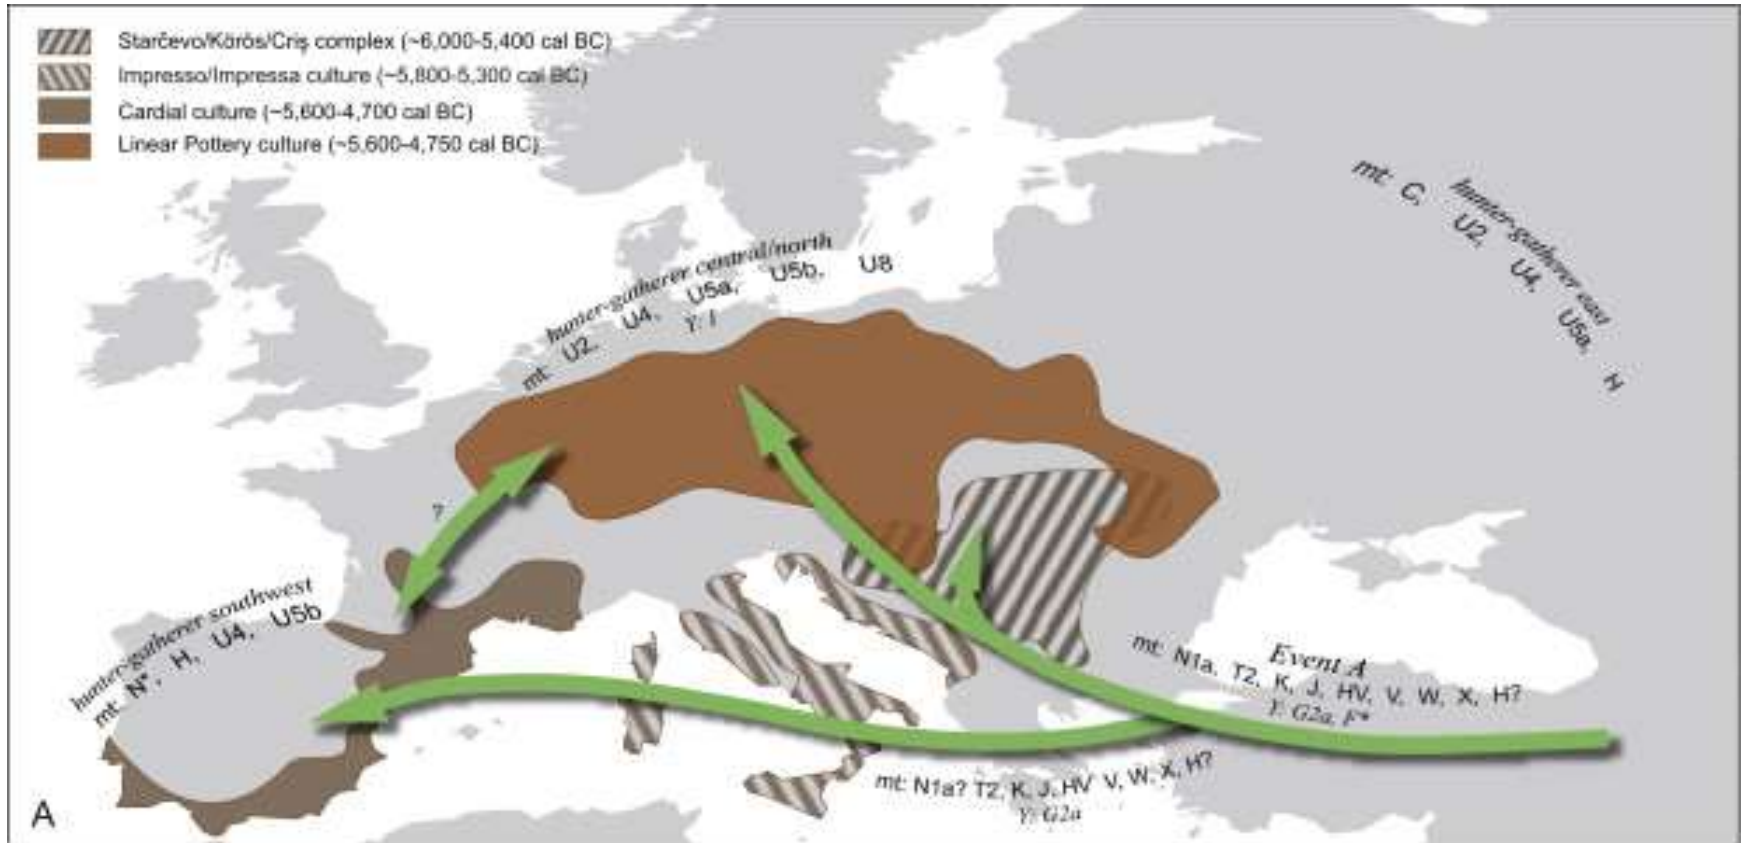 Starčevo/Körös/Criş complex (~6,000-5,400 cal BC)
Impresso/Impressa culture (~5,800-5,300 cal BC)
Cardial culture (~5,600-4,700 cal BC)
Linear Pottery culture (~5,600-4,750 cal BC)
hunter-gatherer east
mt: C, U2, U4, U5a, H
hunter-gatherer central/north
mt: U2, U4, U5a, U5b, U8
Y: I
?
hunter-gatherer southwest
mt: N*, H, U4, U5b
Event A
mt: N1a, T2, K, J, HV, V, W, X, H?
Y: G2a, F*
mt: N1a? T2, K, J, HV V, W, X, H?
Y: G2a
A